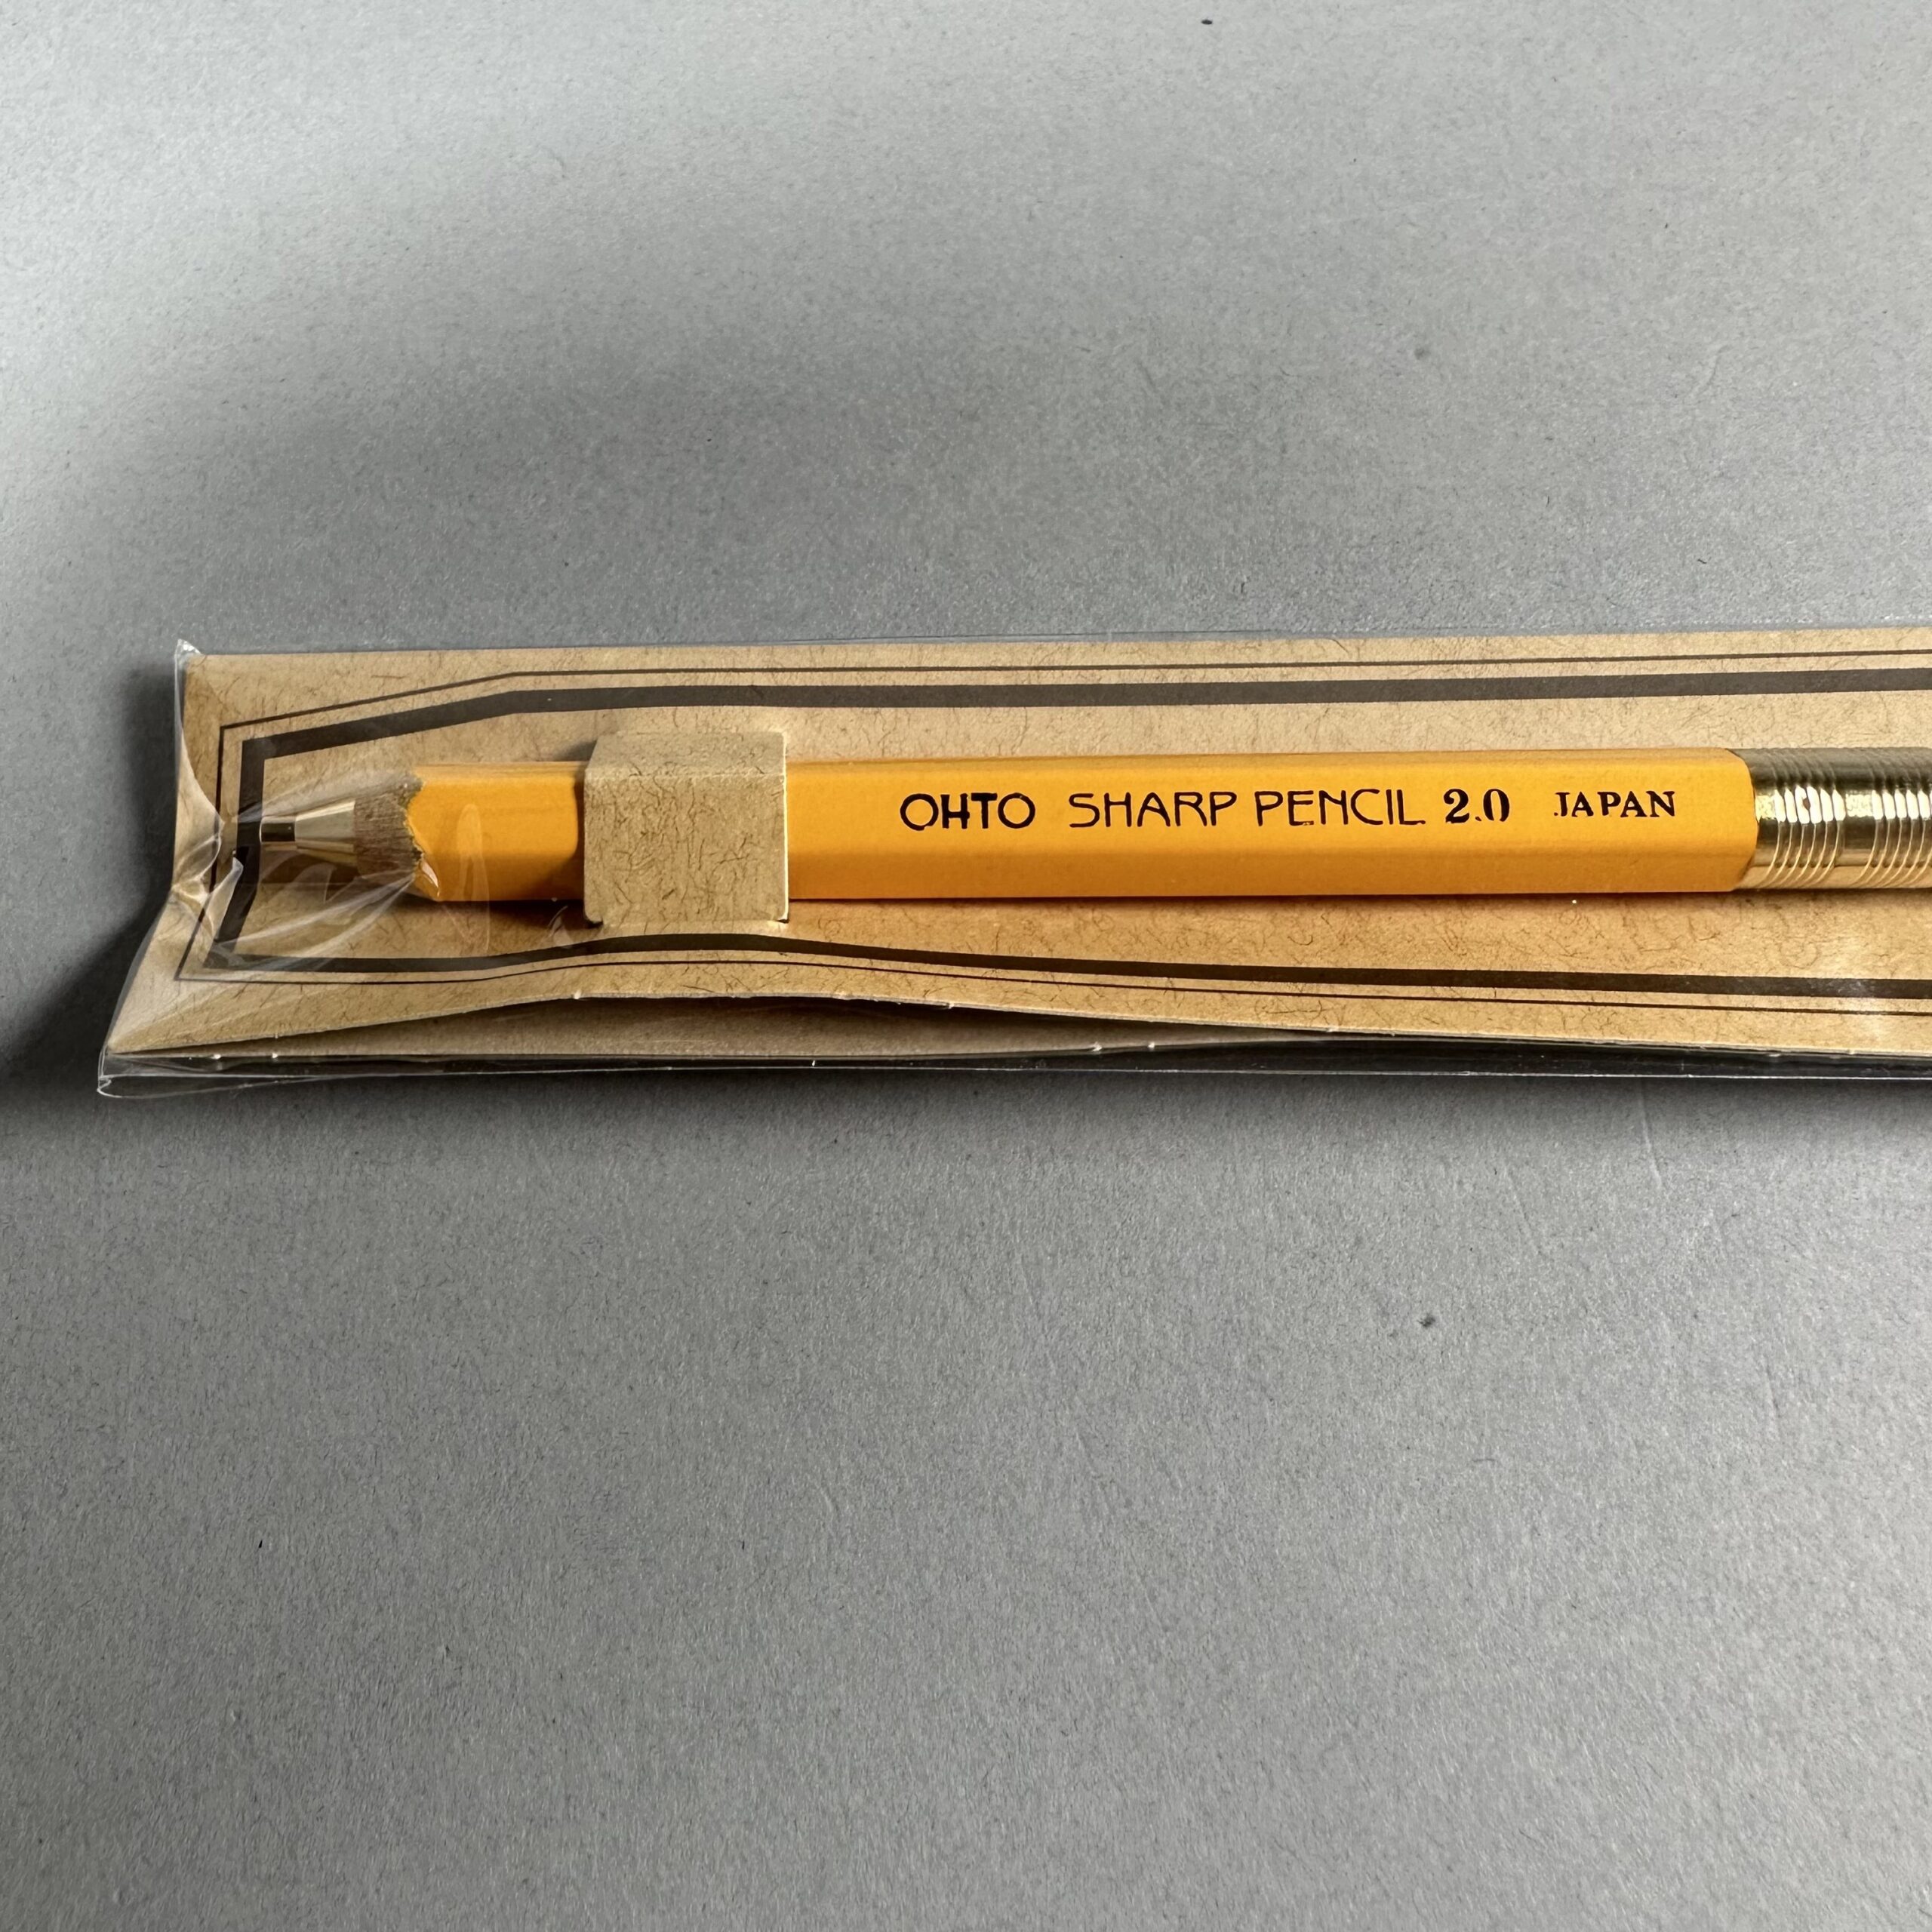 OHTO SHARP PENCIL 2.0 JAPAN